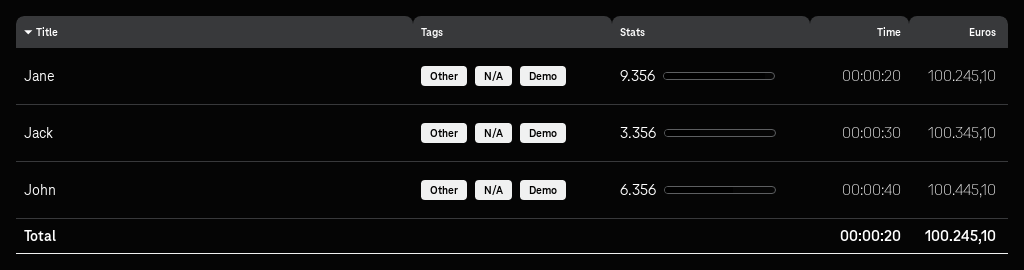 Title Tags Stats Time Euros
Jane Other N/A Demo 9.356 00:00:20 100.245,10
Jack Other N/A Demo 3.356 00:00:30 100.345,10
John Other N/A Demo 6.356 00:00:40 100.445,10
Total 00:00:20 100.245,10